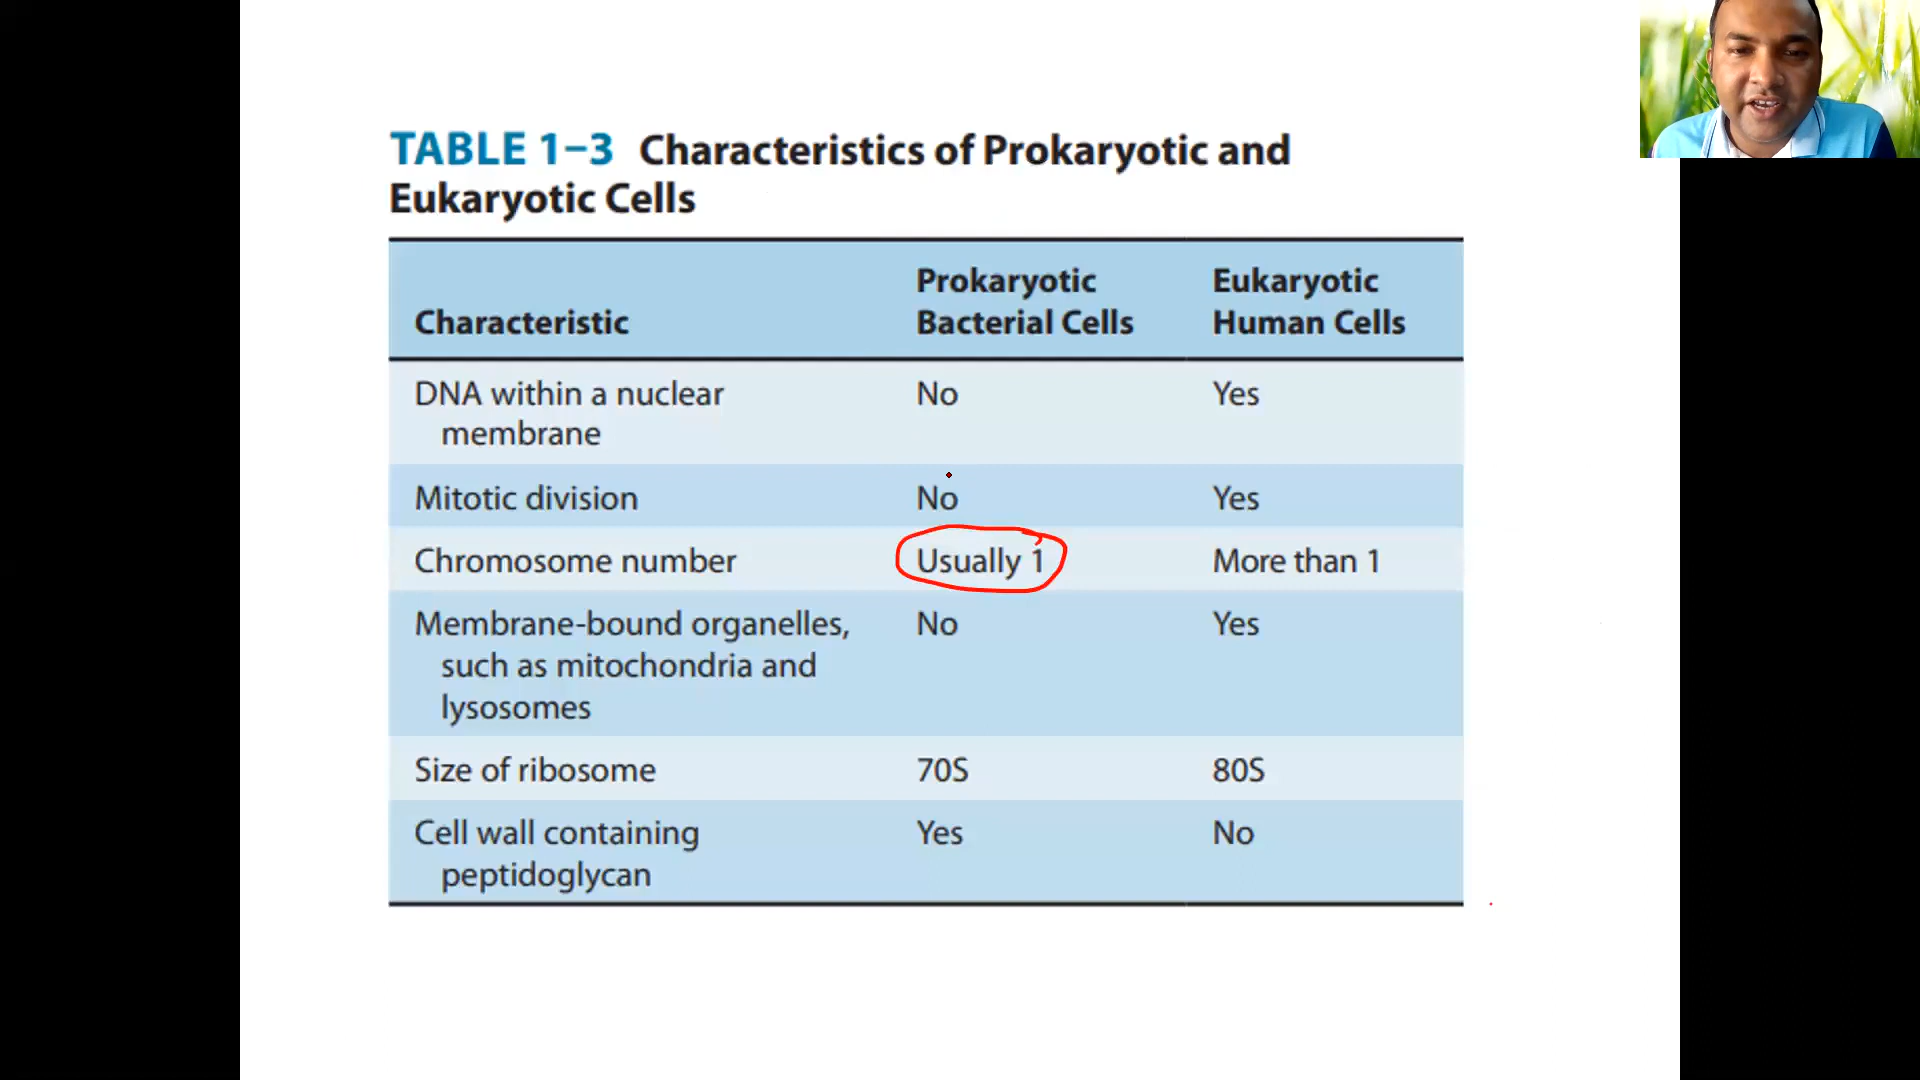 TABLE 1–3 Characteristics of Prokaryotic and
Eukaryotic Cells
Characteristic Prokaryotic Bacterial Cells Eukaryotic Human Cells
DNA within a nuclear No Yes
membrane
Mitotic division No Yes
Chromosome number Usually 1 More than 1
Membrane-bound organelles, No Yes
such as mitochondria and
lysosomes
Size of ribosome 70S 80S
Cell wall containing Yes No
peptidoglycan